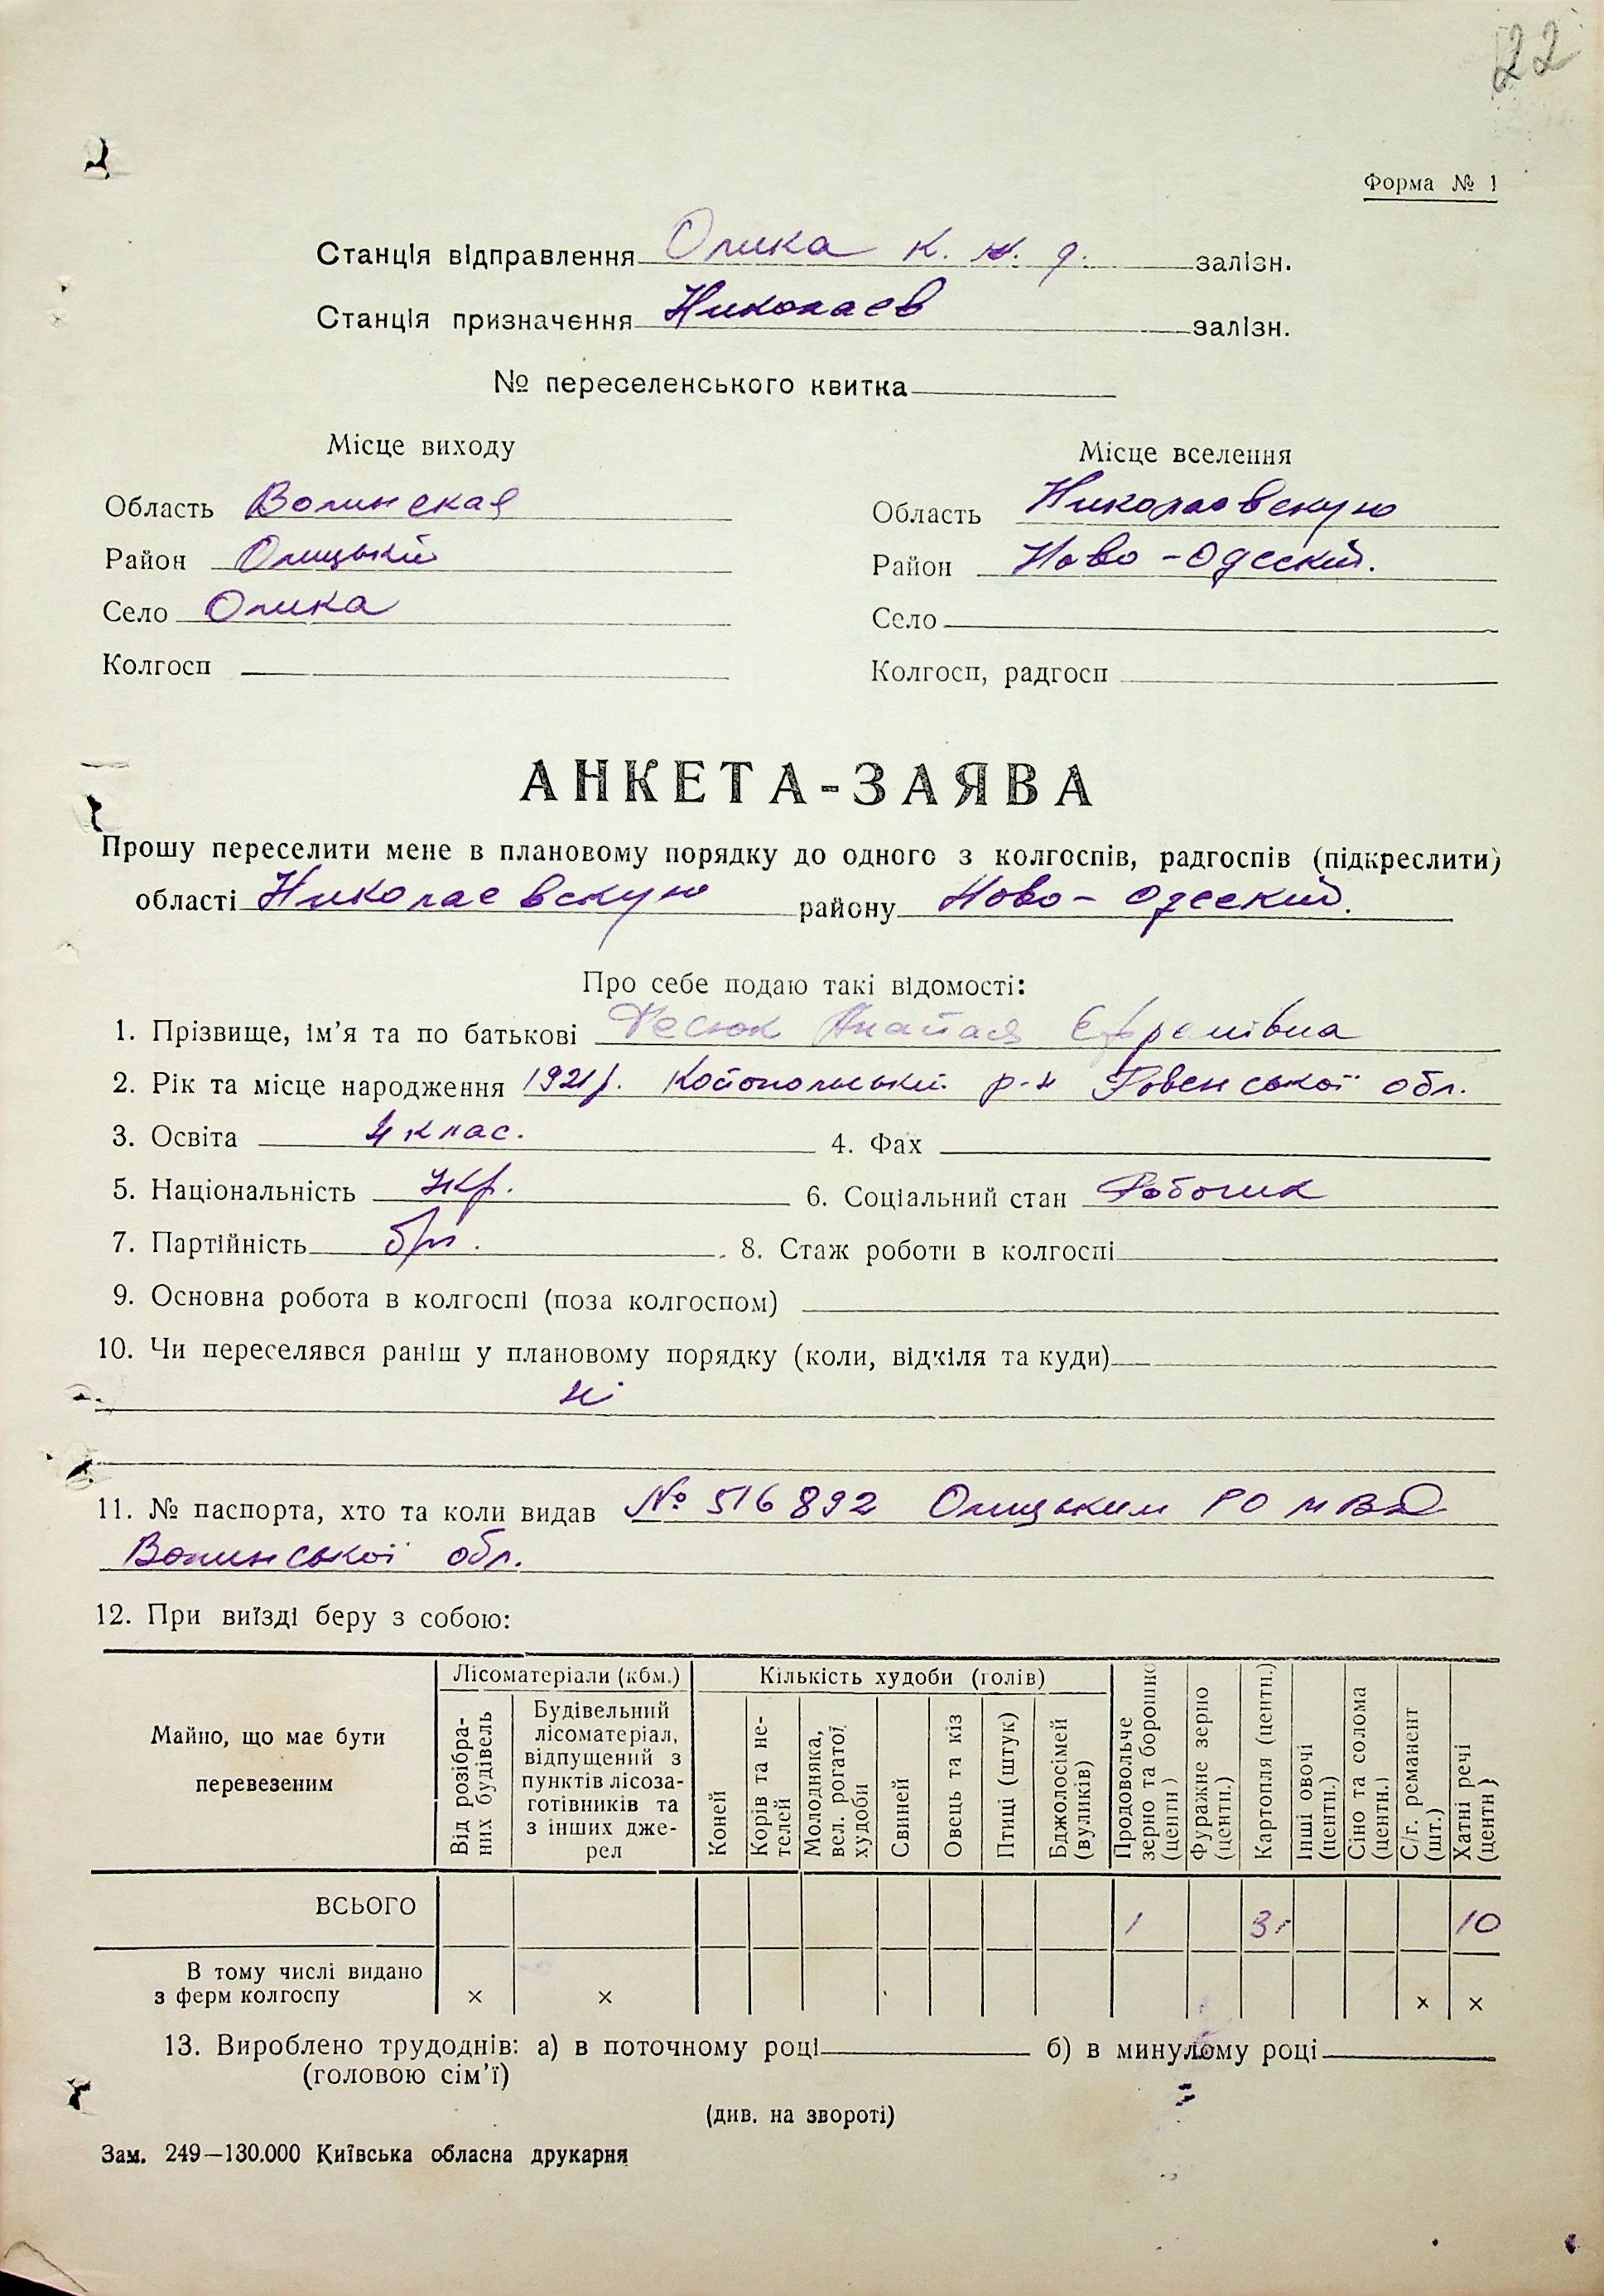 22
Форма № 1
Станція відправлення Олика к. ж. д. залізн.
Станція призначення Николаев залізн.
№ переселенського квитка
Місце виходу
Місце вселення
Область Волинская
Область Николаевскую
Район Олицький
Район Ново-Одеский.
Село Олика
Село
Колгосп
Колгосп, радгосп
АНКЕТА-ЗАЯВА
Прошу переселити мене в плановому порядку до одного з колгоспів, радгоспів (підкреслити)
області Николаевскую району Ново-Одеский.
Про себе подаю такі відомості:
1. Прізвище, ім’я та по батькові Єфремівна
2. Рік та місце народження 1921р. р-н Ровенської обл.
3. Освіта 4 клас. 4. Фах
5. Національність укр. 6. Соціальний стан Робочих
7. Партійність б/п. 8. Стаж роботи в колгоспі
9. Основна робота в колгоспі (поза колгоспом)
10. Чи переселявся раніш у плановому порядку (коли, відкіля та куди)
ні
11. № паспорта, хто та коли видав № 516892 Олицьким РО МВД
Волинської обл.
12. При виїзді беру з собою:
Майно, що має бути перевезеним
Лісоматеріали (кбм.)
Кількість худоби (голів)
Від розібраних будівель
Будівельний лісоматеріал, відпущений з пунктів лісозаготівників та з інших джерел
Коней
Корів та нетелей
Молодняка, вел. рогатої худоби
Свиней
Овець та кіз
Птиці (штук)
Бджолосімей (вуликів)
Продовольче зерно та борошно (центн)
Фуражне зерно (центн.)
Картопля (центн.)
Інші овочі (центн.)
Сіно та солома (центн.)
С/г. реманент (шт.)
Хатні речі (центн)
ВСЬОГО 1 3 10
В тому числі видано
з ферм колгоспу × × × ×
13. Вироблено трудоднів: а) в поточному році б) в минулому році
(головою сім’ї)
(див. на звороті)
Зам. 249—130.000 Київська обласна друкарня